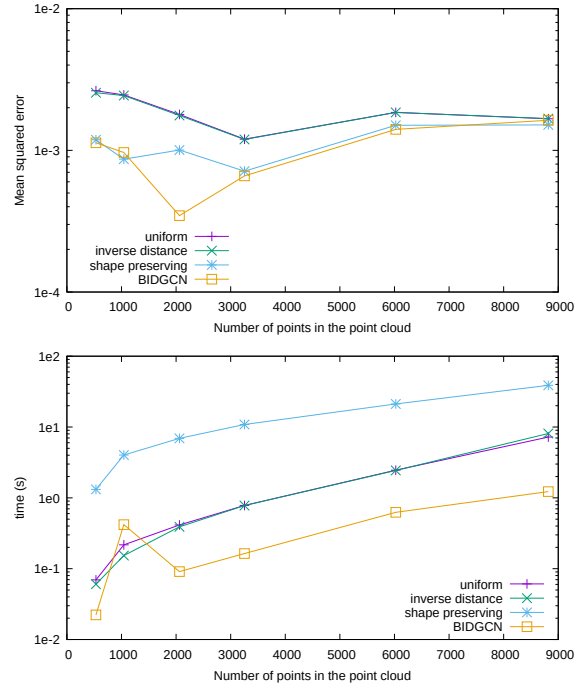 1e-2
1e-3
1e-4
Mean squared error
uniform
inverse distance
shape preserving
BIDGCN
0 1000 2000 3000 4000 5000 6000 7000 8000 9000
Number of points in the point cloud
1e2
1e1
1e0
1e-1
1e-2
time (s)
uniform
inverse distance
shape preserving
BIDGCN
0 1000 2000 3000 4000 5000 6000 7000 8000 9000
Number of points in the point cloud